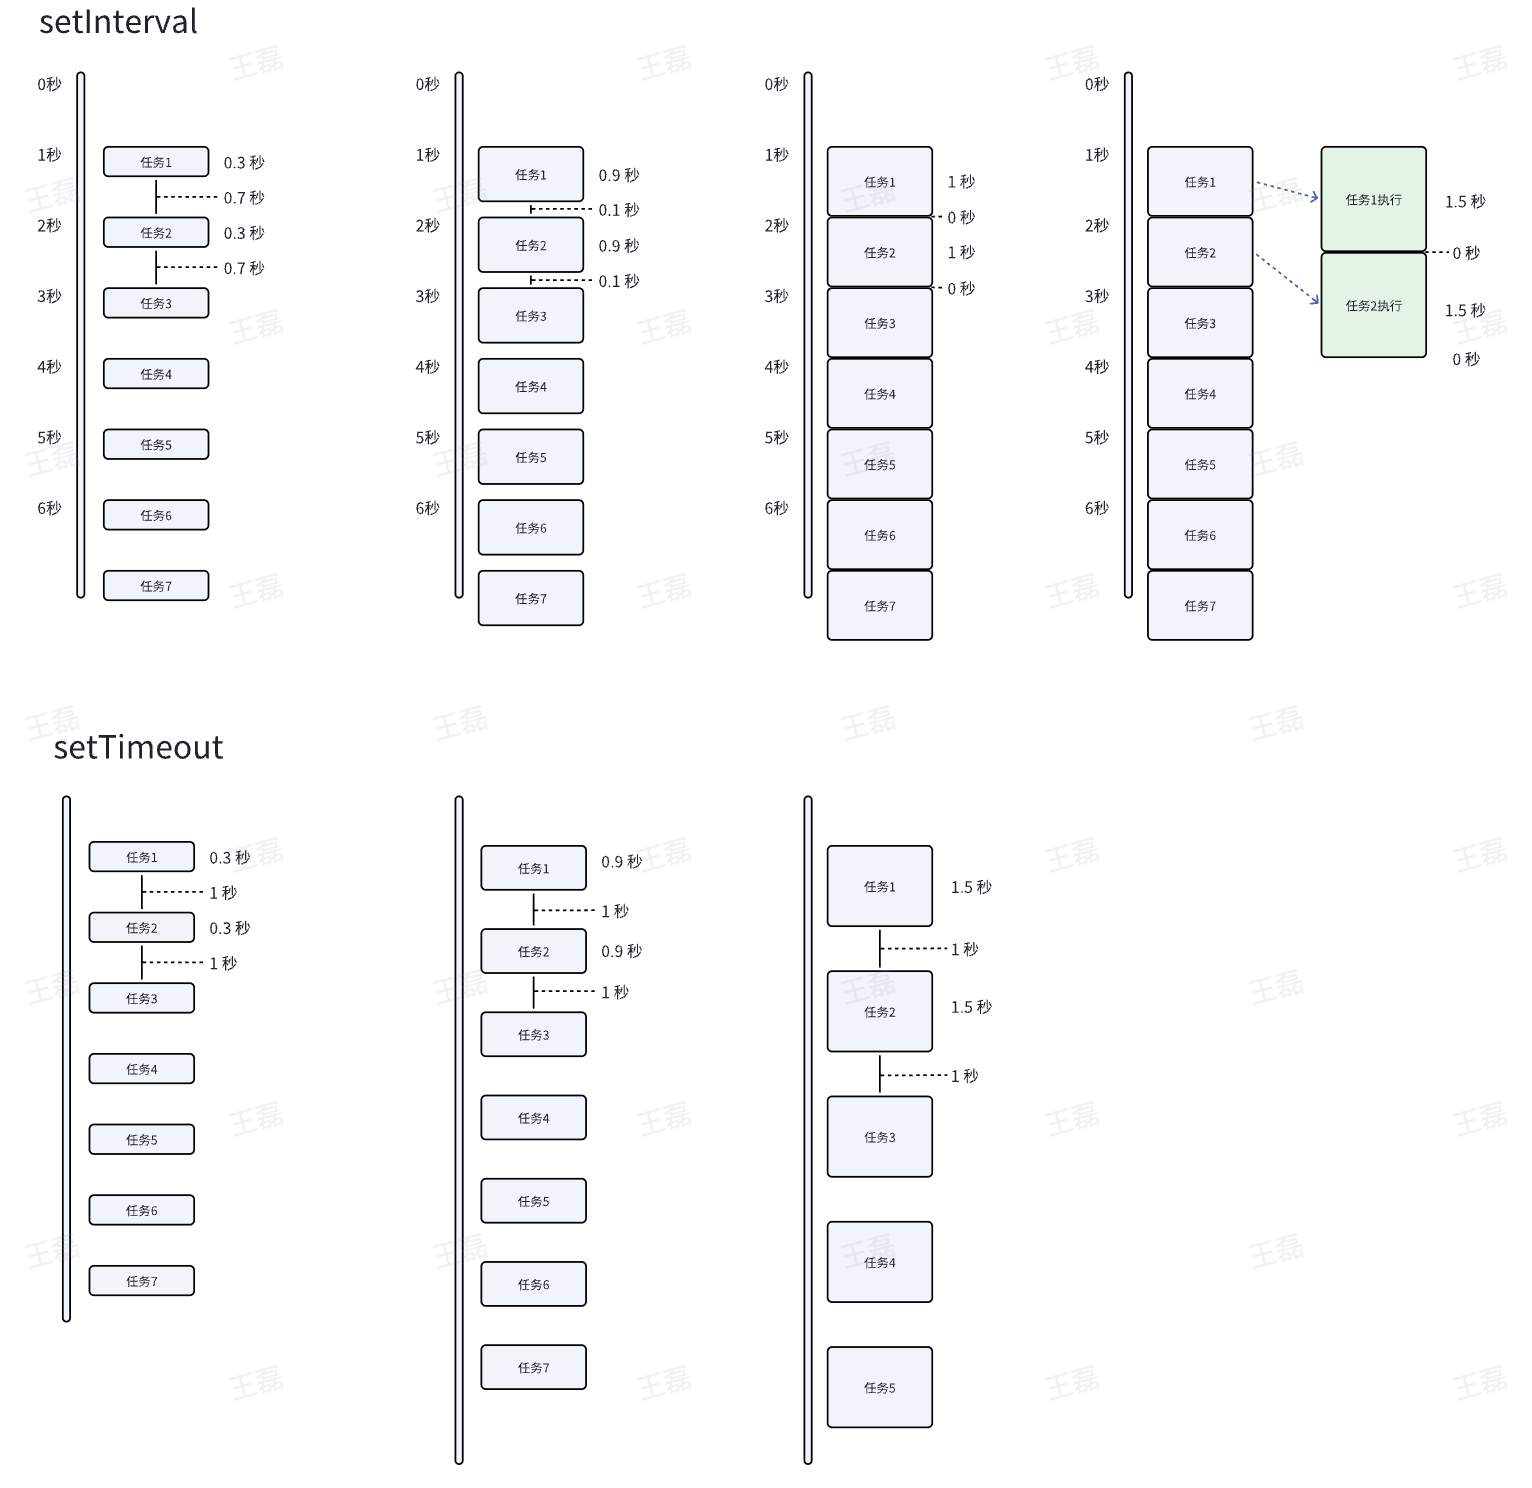 setInterval
0秒
1秒
2秒
3秒
4秒
5秒
6秒
任务1
0.3 秒
0.7 秒
任务2
0.3 秒
0.7 秒
任务3
任务4
任务5
任务6
任务7
0秒
1秒
2秒
3秒
4秒
5秒
6秒
任务1
0.9 秒
0.1 秒
任务2
0.9 秒
0.1 秒
任务3
任务4
任务5
任务6
任务7
0秒
1秒
2秒
3秒
4秒
5秒
6秒
任务1
1 秒
0 秒
任务2
1 秒
0 秒
任务3
任务4
任务5
任务6
任务7
0秒
1秒
2秒
3秒
4秒
5秒
6秒
任务1
任务2
任务3
任务4
任务5
任务6
任务7
任务1执行
1.5 秒
0 秒
任务2执行
1.5 秒
0 秒
setTimeout
任务1
0.3 秒
1 秒
任务2
0.3 秒
1 秒
任务3
任务4
任务5
任务6
任务7
任务1
0.9 秒
1 秒
任务2
0.9 秒
1 秒
任务3
任务4
任务5
任务6
任务7
任务1
1.5 秒
1 秒
任务2
1.5 秒
1 秒
任务3
任务4
任务5
王磊